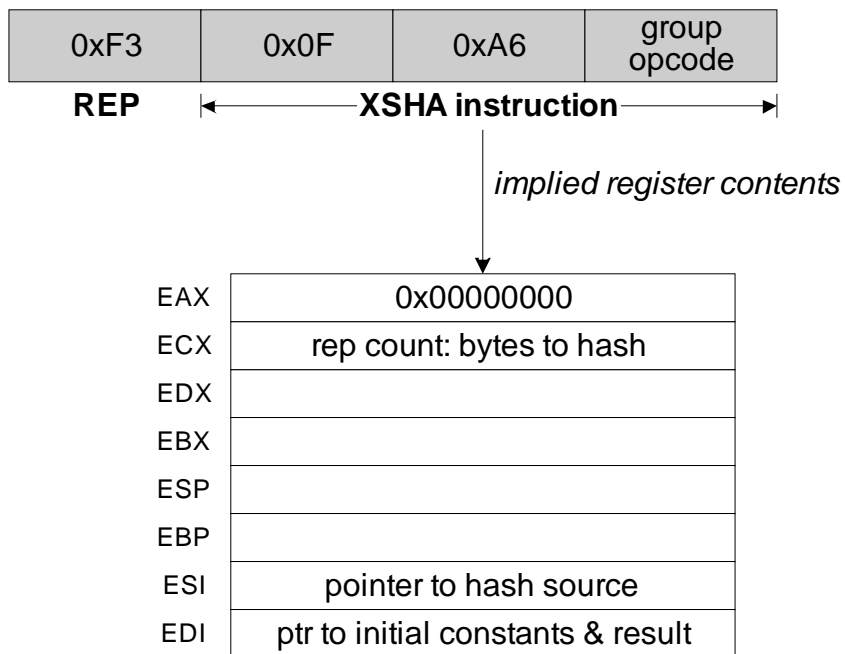 0xF3 0x0F 0xA6 group opcode
REP XSHA instruction
implied register contents
EAX 0x00000000
ECX rep count: bytes to hash
EDX
EBX
ESP
EBP
ESI pointer to hash source
EDI ptr to initial constants & result